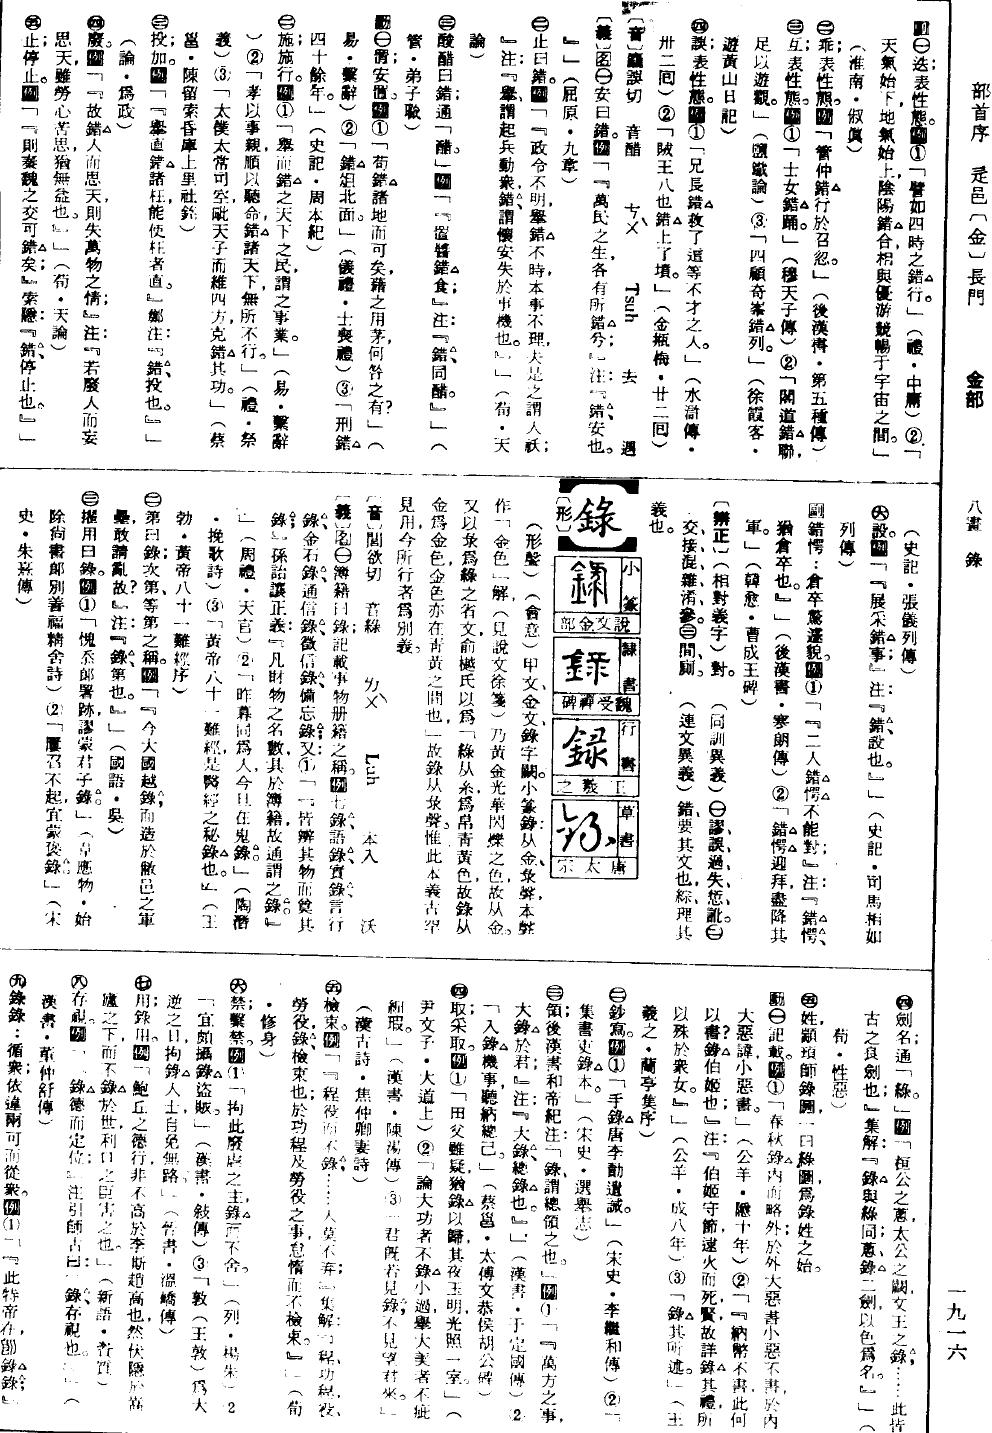 部首序 辵邑〔金〕長門 金部 八畫 錄 一九一六
副㊀迭表性態例①「譬如四時之錯行。」（禮·中庸）②「
天氣始下地氣始上陰陽錯合相與優游競暢于宇宙之間。」
（淮南·俶眞）
㊁乖表性態例「管仲錯行於召忽。」（後漢書·第五種傳）
㊂互表性態例①「士女錯踊。」（穆天子傳）②「閣道錯聯，
足以遊觀。」（鹽鐵論）③「四顧奇峯錯列。」（徐霞客·
遊黃山日記）
㊃誤表性態例①「兄長錯救了這等不才之人。」（水滸傳·
卅二回）②「賊王八也錯上了墳。」（金瓶梅·廿二回）
〔音〕麤誤切 音醋 ㄘㄨ Tsuh 去 遇
〔義〕名㊀安曰錯。例「『萬民之生各有所錯兮』注：『錯安也。
』」（屈原·九章）
㊁止曰錯。例「『政令不明舉錯不時，本事不理夫是之謂人祅；
』注：『舉謂起兵動衆錯謂懷安失於事機也。』」（荀·天
論）
㊂酸醋曰錯通「醋。」例「『置醬錯食』注：『錯同醋。』」（
管·弟子職）
動㊀置安置例①「苟錯諸地而可矣藉之用茅，何咎之有？」（
易·繫辭）②「錯俎北面。」（儀禮·士喪禮）③「刑錯
四十餘年。」（史記·周本紀）
㊁施施行。例①「舉而錯之天下之民謂之事業。」（易·繫辭
）②「孝以事親順以聽命錯諸天下無所不行。」（禮·祭
義）③「太僕太常司空毗天子而維四方克錯其功。」（蔡
邕·陳留索昏庫上里社銘）
㊂投加。例「『舉直錯諸枉能使枉者直。』鄭注：『錯投也。』」
（論·爲政）
㊃廢。例「『故錯人而思天則失萬物之情；』注：『若廢人而妄
思天雖勞心苦思猶無益也。』」（荀·天論）
㊄止停止。例「『則秦魏之交可錯矣』索隱：『錯停止也。』」
（史記·張儀列傳）
㊅設。例「『展采錯事』注：『錯設也。』」（史記·司馬相如
列傳）
副錯愕：倉卒驚遽貌例①「『二人錯愕不能對』注：『錯愕，
猶倉卒也。』」（後漢書·寒朗傳）②「錯愕迎拜盡降其
軍。」（韓愈·曹成王碑）
〔辨正〕（相對義字）對。 （同訓異義）㊀謬、誤、過、失、愆、訛。㊁
交、接、混、雜、淆、參。㊂間、厠。 （連文異義）錯：要其文也，綜：理其
義也。
錄
〔形〕
小篆 說文金部
隸書 魏受禪碑
行書 王羲之
草書 唐太宗
（形聲）（會意）甲文、金文錄字闕。小篆錄：从金彔聲本聲
作「金色」解（見說文徐箋）乃黃金光華閃爍之色故从金。
又以彔爲綠之省文俞樾氏以爲「綠从糸爲帛靑黃色故錄从
金爲金色金色亦在靑黃之間也」故錄从彔聲。惟此本義古罕
見用今所行者爲別義。
〔音〕閭欲切 音綠 ㄌㄨ Luh 本入 沃
〔義〕名㊀簿籍曰錄；記載事物册籍之稱。例七錄、語錄、實錄、言行
錄、金石錄、通信錄、徵信錄、備忘錄；又①「『皆辨其物而奠其
錄』孫詒讓正義：『凡財物之名數具於簿籍故通謂之錄。』
」（周禮·天官）②「昨暮同爲人今旦在鬼錄。」（陶潛
·挽歌詩）③「黃帝八十一難經是醫經之秘錄也。」（王
勃·黃帝八十一難經序）
㊁第曰錄；次第、等第之稱。例「『今大國越錄而造於敝邑之軍
壘，敢請亂故？』注：『錄第也。』」（國語·吳）
㊂擢用曰錄。例①「愧忝郎署跡謬蒙君子錄。」（韋應物·始
除尚書郎別善福精舍詩）②「屢召不起宜蒙褒錄。」（宋
史·朱熹傳）
㊃劍名通「綠。」例「『桓公之蔥太公之闕文王之錄，……此皆
古之良劍也』集解：『錄與綠同蔥錄二劍以色爲名。』」（
荀·性惡）
㊄姓顓頊師錄圖一曰綠圖爲錄姓之始。
動㊀記載。例①「春秋錄內而略外於外大惡書小惡不書於內
大惡諱小惡書。」（公羊·隱十年）②「『納幣不書此何
以書？錄伯姬也』注：『伯姬守節逮火而死賢故詳錄其禮所
以殊於衆女。』」（公羊·成八年）③「錄其所述。」（王
羲之·蘭亭集序）
㊁鈔寫。例①「手錄唐李勣遺誡。」（宋史·李繼和傳）②「
集書吏錄本。」（宋史·選舉志）
㊂領後漢書和帝紀注：「錄謂總領之也。」例①「『萬方之事，
大錄於君』注：『大錄總錄也。』」（漢書·于定國傳）②
「入錄機事聽納總己。」（蔡邕·太傅文恭侯胡公碑）
㊃取采取。例①「田父雖疑猶錄以歸其夜玉明光照一室。」（
尹文子·大道上）②「論大功者不錄小過舉大美者不疵
細瑕。」（漢書·陳湯傳）③「君旣若見錄不見望君來。」
（漢古詩·焦仲卿妻詩）
㊄檢束。例「『程役而不錄……人莫不弃』集解：『程功程役，
勞役錄檢束也於功程及勞役之事怠惰而不檢束。』」（荀
·修身）
㊅禁繫禁。例①「拘此廢虐之主錄而不舍。」（列·楊朱）②
「宜頗攝錄盜賊。」（漢書·敍傳）③「敦（王敦）爲大
逆之日拘錄人士自免無路。」（晉書·溫嶠傳）
㊆用錄用。例「鮑丘之德行非不高於李斯趙高也然伏隱於蒿
廬之下而不錄於世利口之臣害之也。」（新語·資質）
㊇存視。例「『錄德而定位』注引師古曰：『錄存視也。』」（
漢書·董仲舒傳）
㊈錄錄：循衆依違爾可而從衆。例①「『此特帝在卽錄錄；』